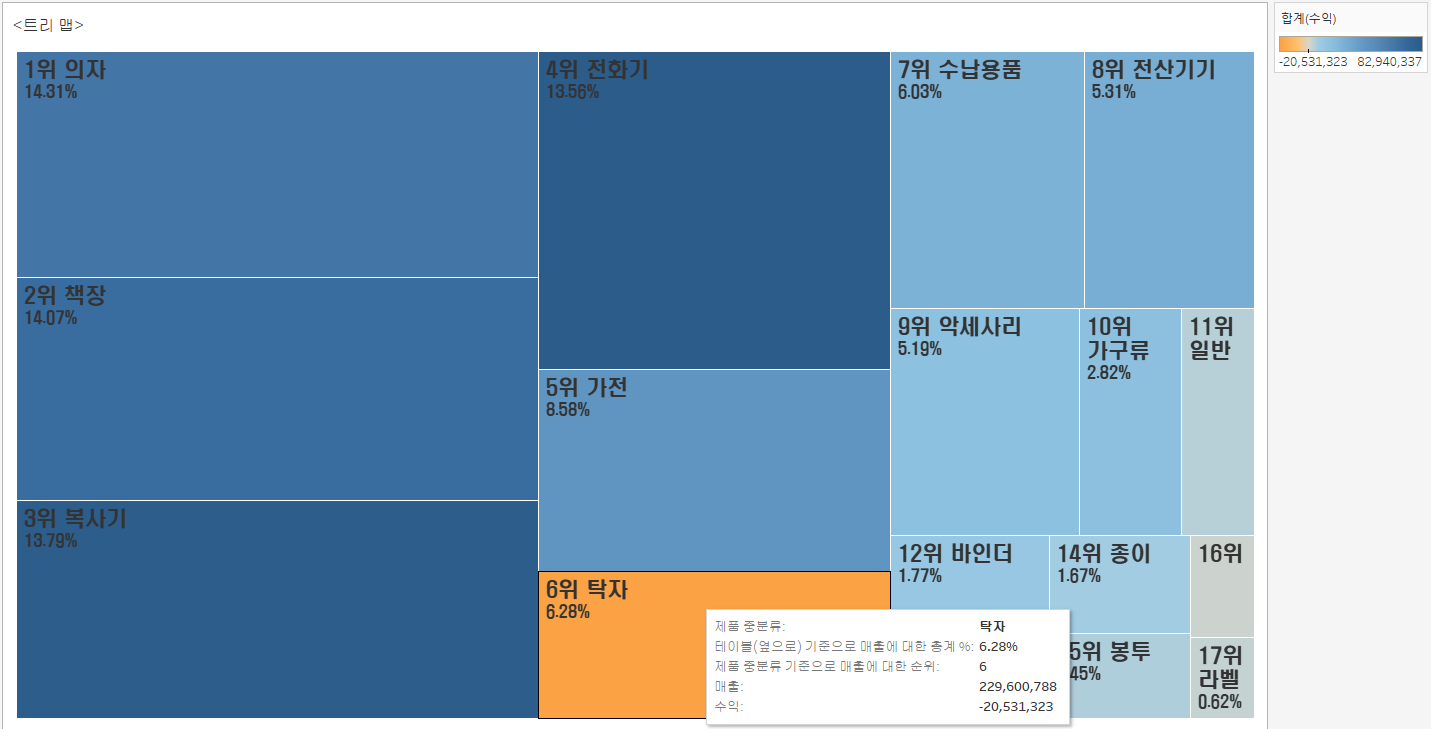 <트리 맵>
1위 의자
14.31%
2위 책장
14.07%
3위 복사기
13.79%
4위 전화기
13.56%
5위 가전
8.58%
6위 탁자
6.28%
7위 수납용품
6.03%
8위 전산기기
5.31%
9위 악세사리
5.19%
10위
가구류
2.82%
11위
일반
12위 바인더
1.77%
14위 종이
1.67%
5위 봉투
45%
16위
17위
라벨
0.62%
제품 중분류: 탁자
테이블(옆으로) 기준으로 매출에 대한 총계 %: 6.28%
제품 중분류 기준으로 매출에 대한 순위: 6
매출: 229,600,788
수익: -20,531,323
합계(수익)
-20,531,323 82,940,337